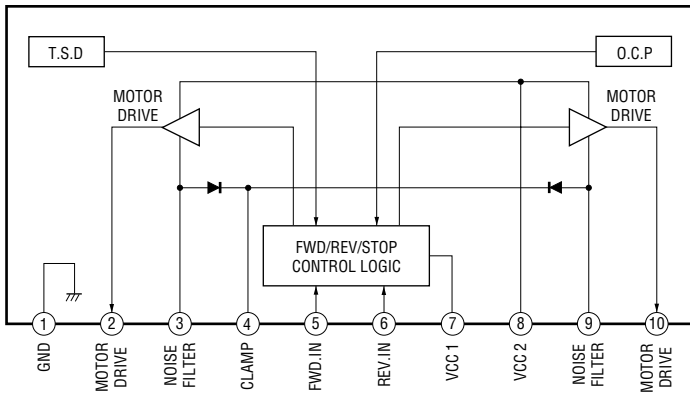 T.S.D
O.C.P
MOTOR
DRIVE
MOTOR
DRIVE
FWD/REV/STOP
CONTROL LOGIC
1
2
3
4
5
6
7
8
9
10
GND
MOTOR
DRIVE
NOISE
FILTER
CLAMP
FWD.IN
REV.IN
VCC 1
VCC 2
NOISE
FILTER
MOTOR
DRIVE